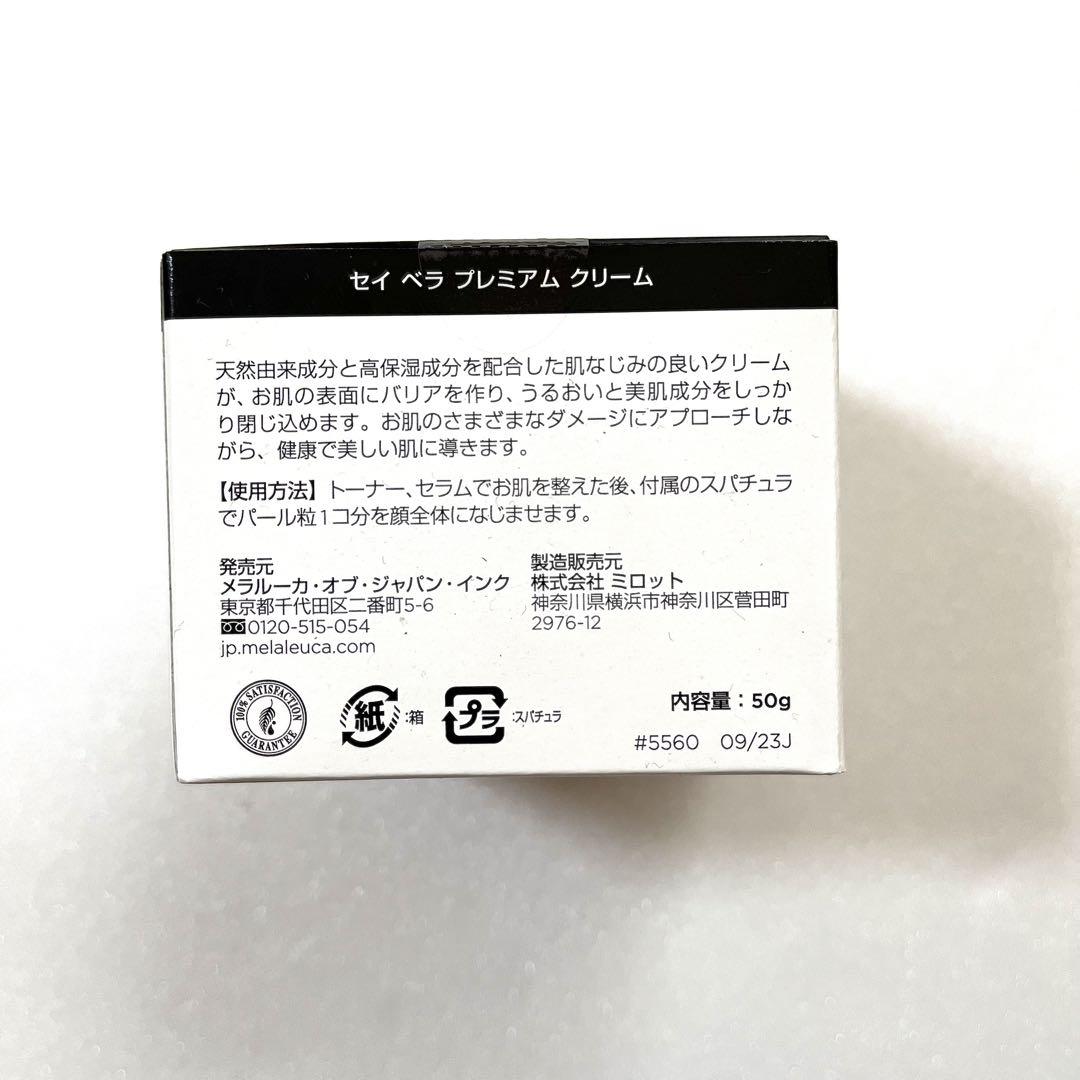 セイ ベラ プレミアム クリーム
天然由来成分と高保湿成分を配合した肌なじみの良いクリーム
が、お肌の表面にバリアを作り、うるおいと美肌成分をしっか
り閉じ込めます。お肌のさまざまなダメージにアプローチしな
がら、健康で美しい肌に導きます。
【使用方法】トーナー、セラムでお肌を整えた後、付属のスパチュラ
でパール粒1コ分を顔全体になじませます。
発売元
メラルーカ・オブ・ジャパン・インク
東京都千代田区二番町5-6
0120-515-054
jp.melaleuca.com
製造販売元
株式会社 ミロット
神奈川県横浜市神奈川区菅田町
2976-12
100% SATISFACTION
GUARANTEE
紙:箱
プラ:スパチュラ
内容量：50g
#5560 09/23J